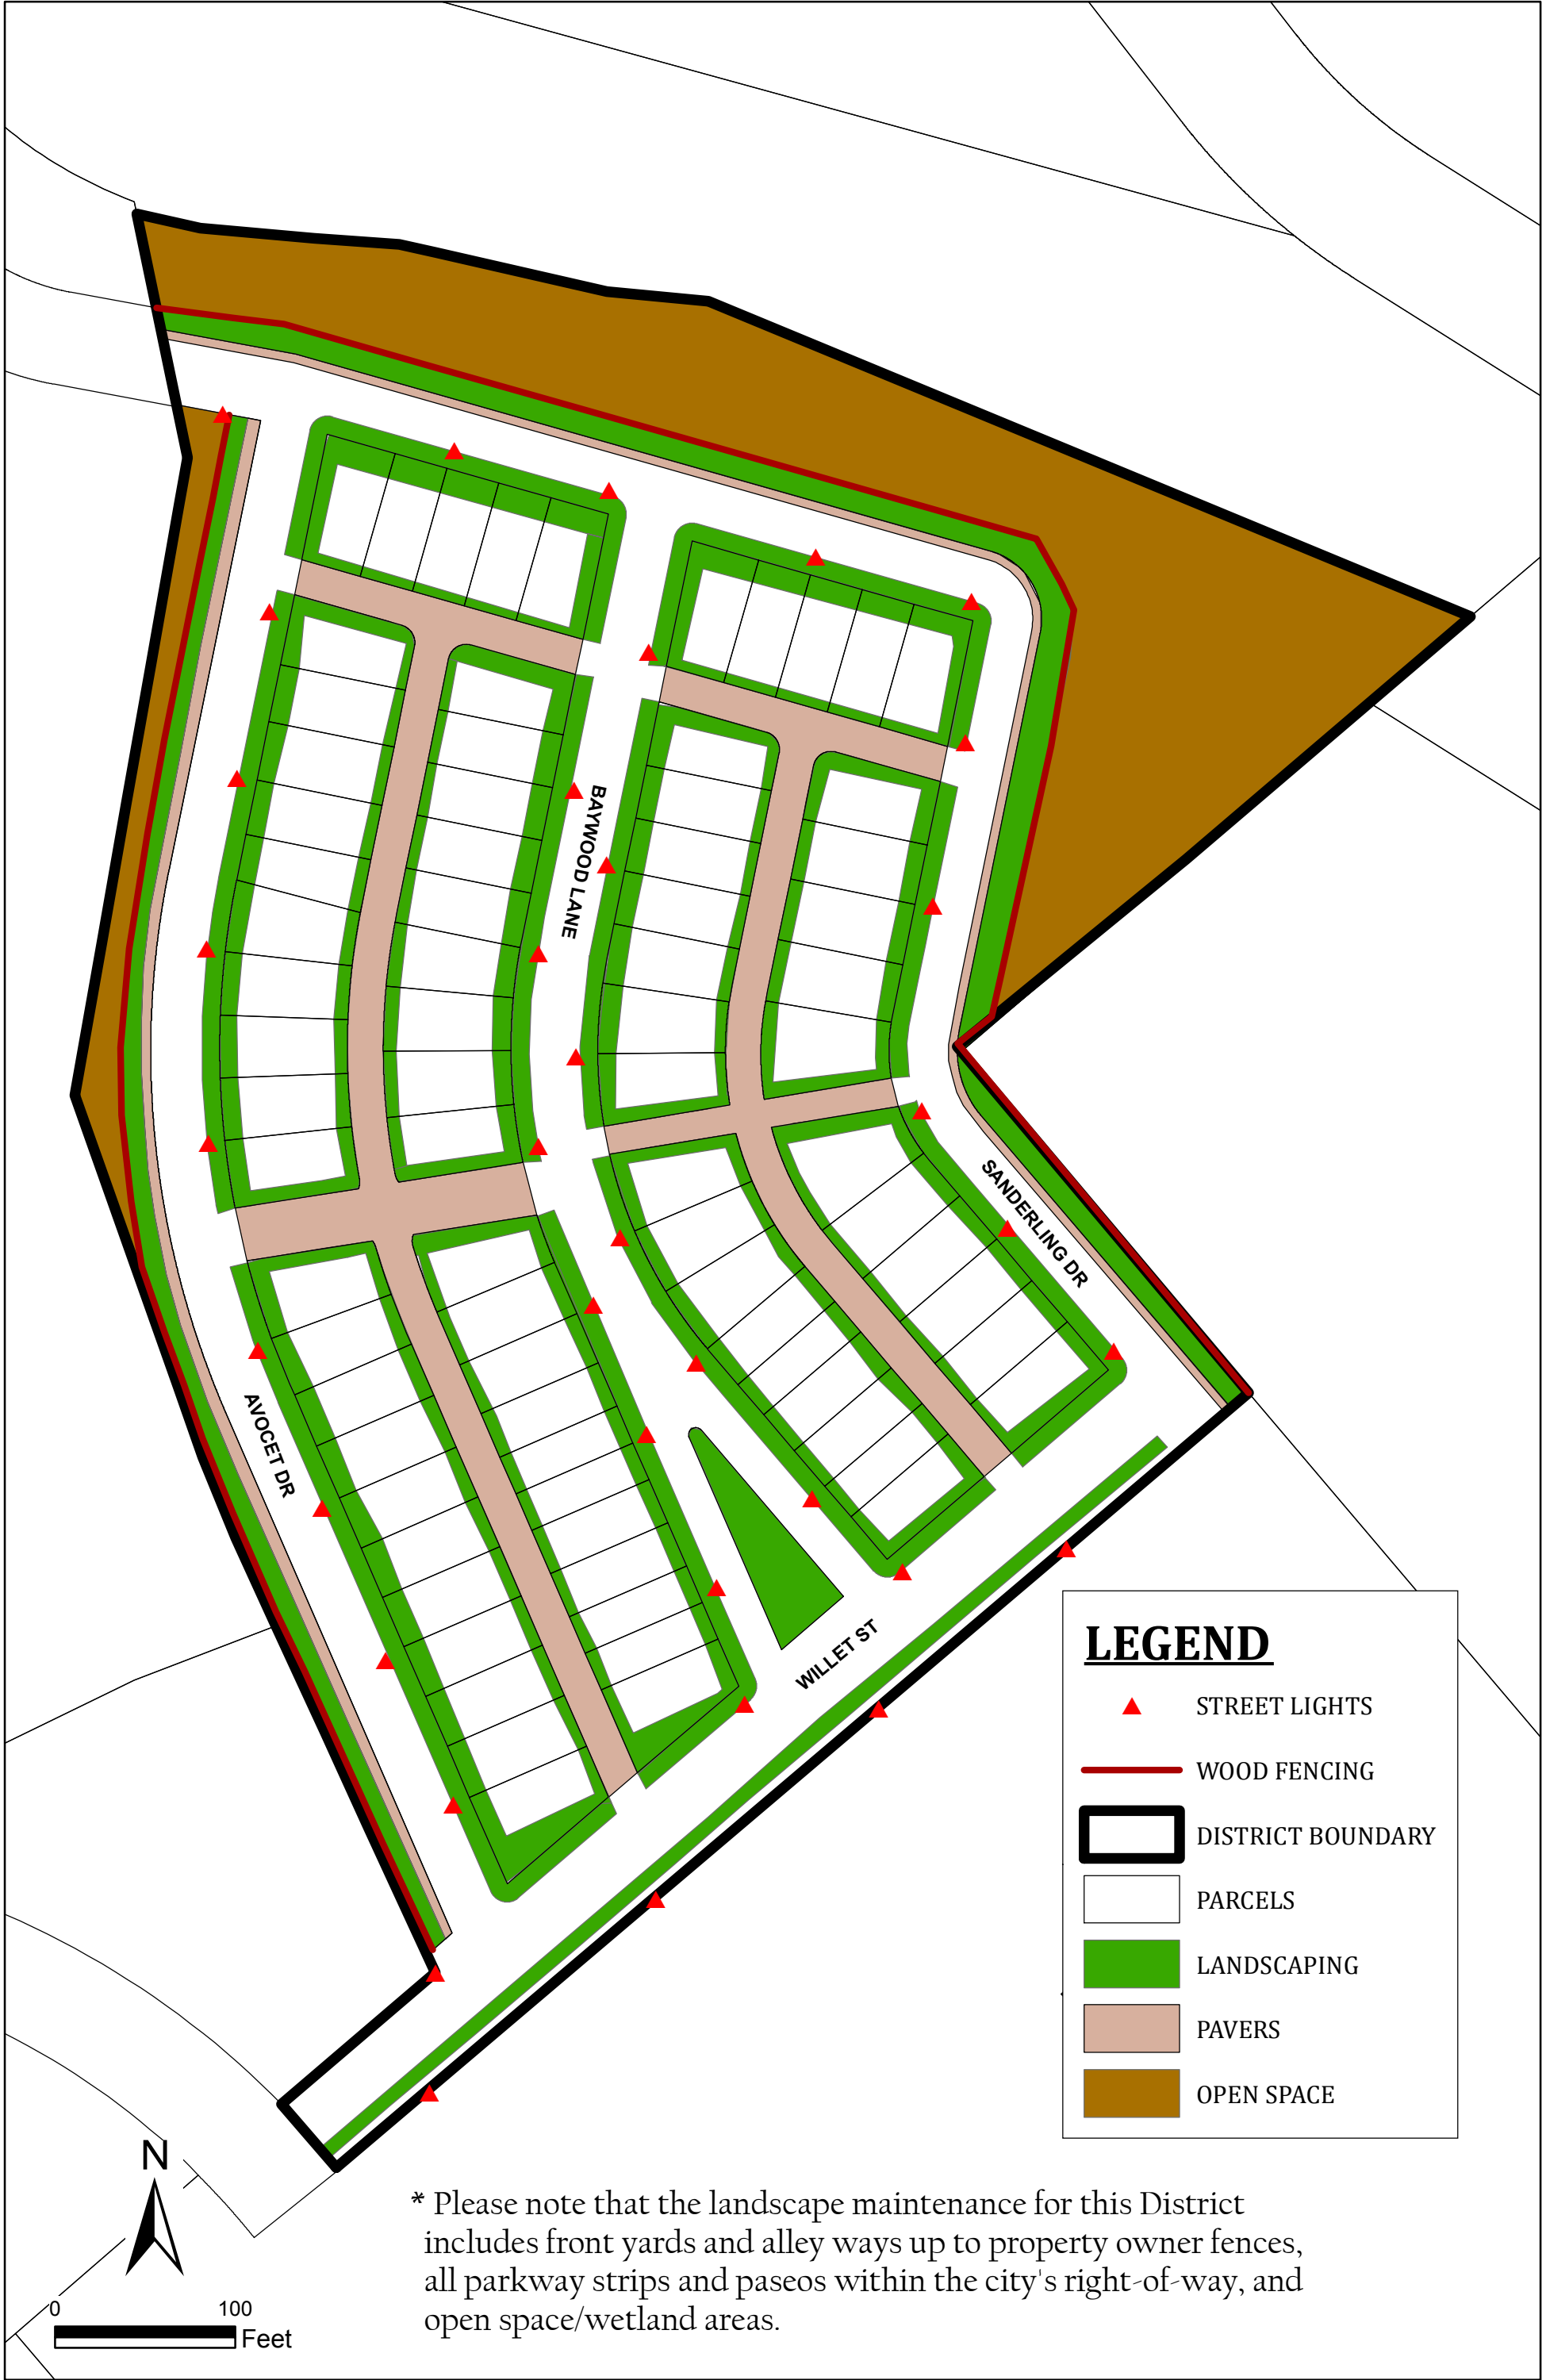 BAYWOOD LANE
SANDERLING DR
AVOCET DR
WILLET ST
LEGEND
STREET LIGHTS
WOOD FENCING
DISTRICT BOUNDARY
PARCELS
LANDSCAPING
PAVERS
OPEN SPACE
N
0 100
Feet
* Please note that the landscape maintenance for this District
includes front yards and alley ways up to property owner fences,
all parkway strips and paseos within the city's right-of-way, and
open space/wetland areas.